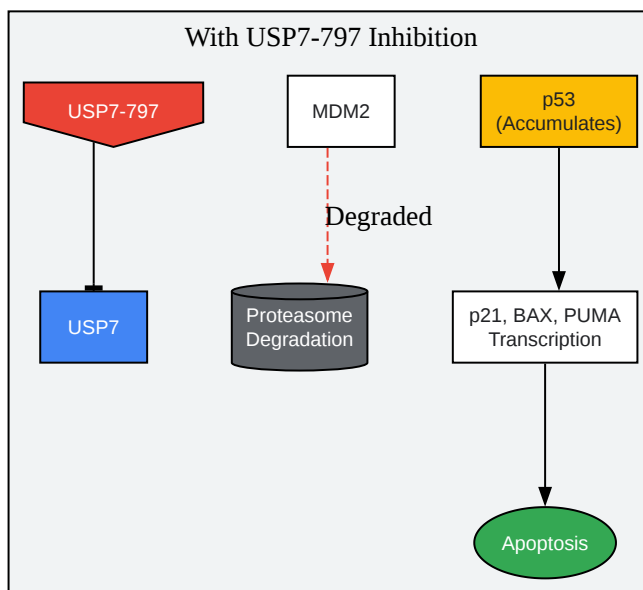 With USP7-797 Inhibition
USP7-797
MDM2
p53
(Accumulates)
Degraded
USP7
Proteasome
Degradation
p21, BAX, PUMA
Transcription
Apoptosis